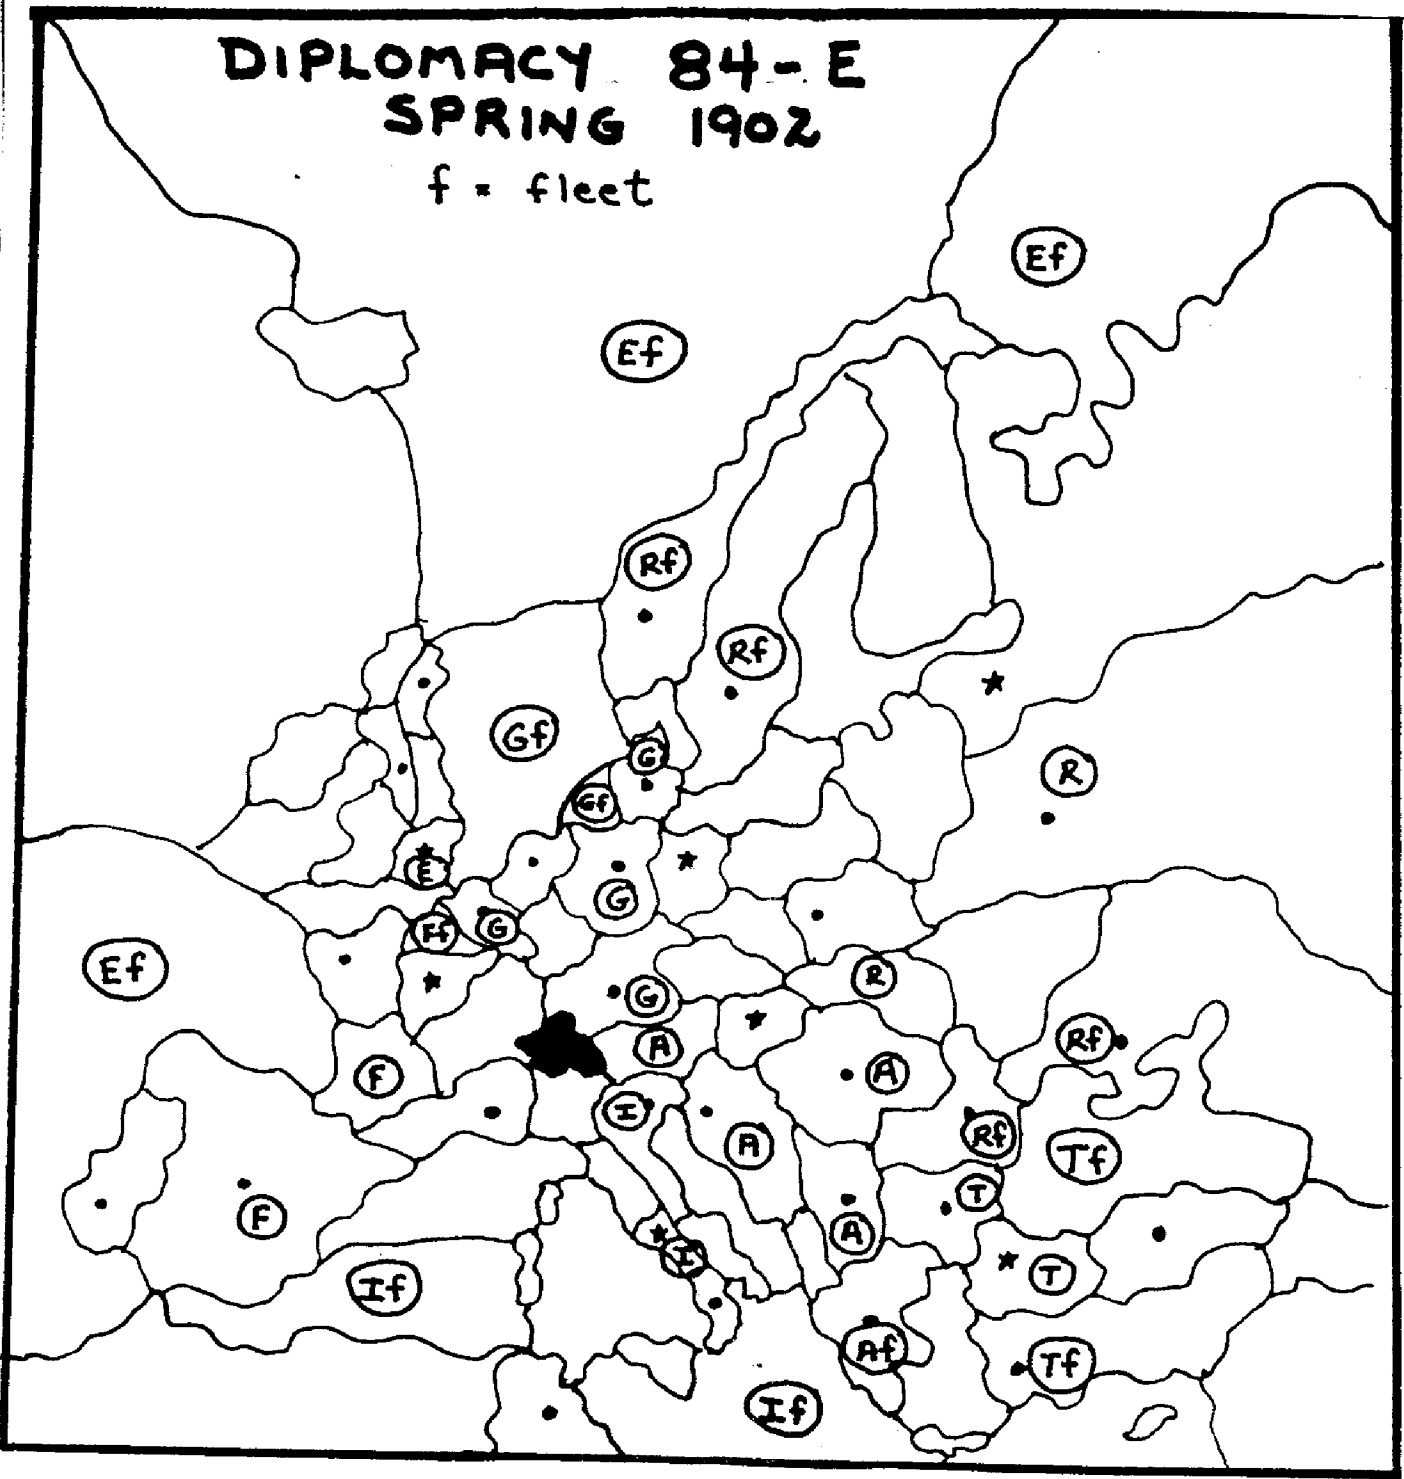 DIPLOMACY 84-E
SPRING 1902
f = fleet
Ef
Ef
Rf
Rf
Gf
G
R
Gf
E
G
Ff
G
Ef
R
G
Rf
A
F
A
I
Rf
A
Tf
T
F
A
I
T
If
Af
Tf
If